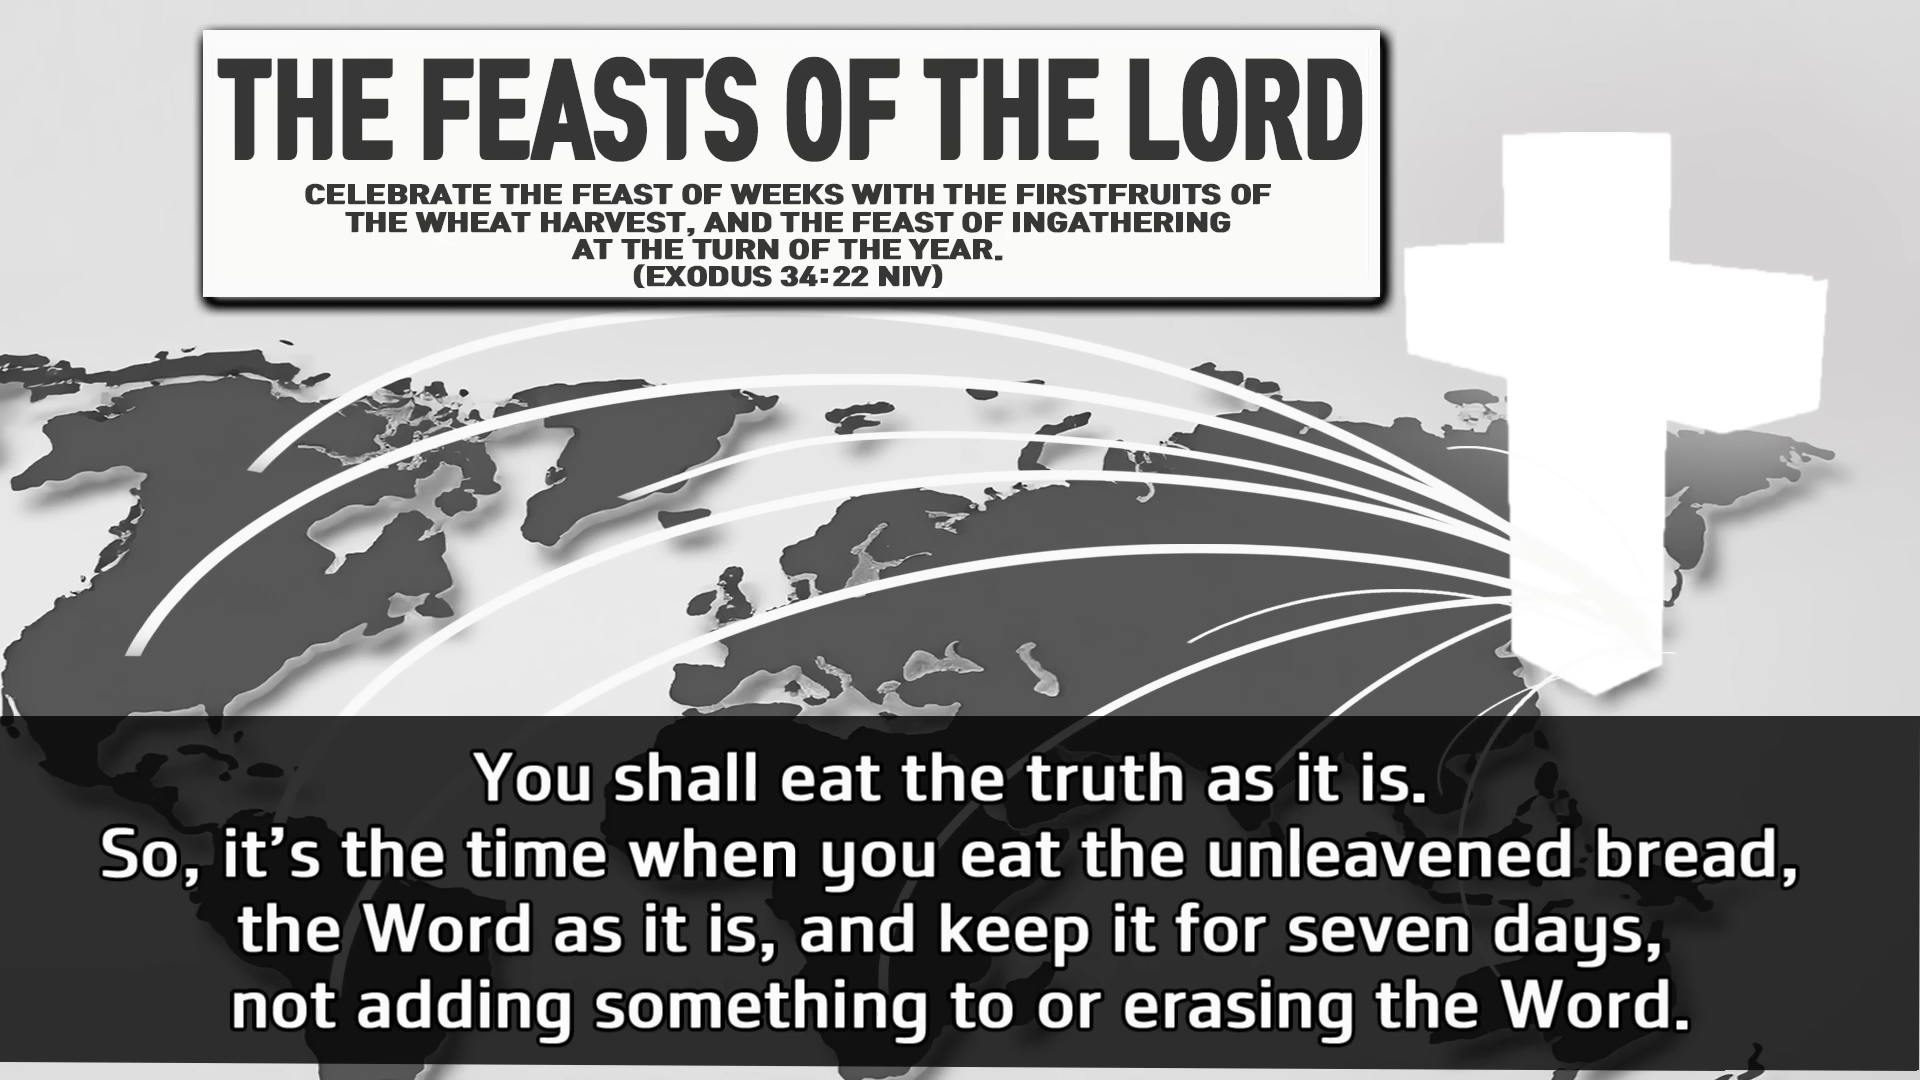 THE FEASTS OF THE LORD
CELEBRATE THE FEAST OF WEEKS WITH THE FIRSTFRUITS OF
THE WHEAT HARVEST, AND THE FEAST OF INGATHERING
AT THE TURN OF THE YEAR.
(EXODUS 34:22 NIV)
You shall eat the truth as it is.
So, it’s the time when you eat the unleavened bread,
the Word as it is, and keep it for seven days,
not adding something to or erasing the Word.